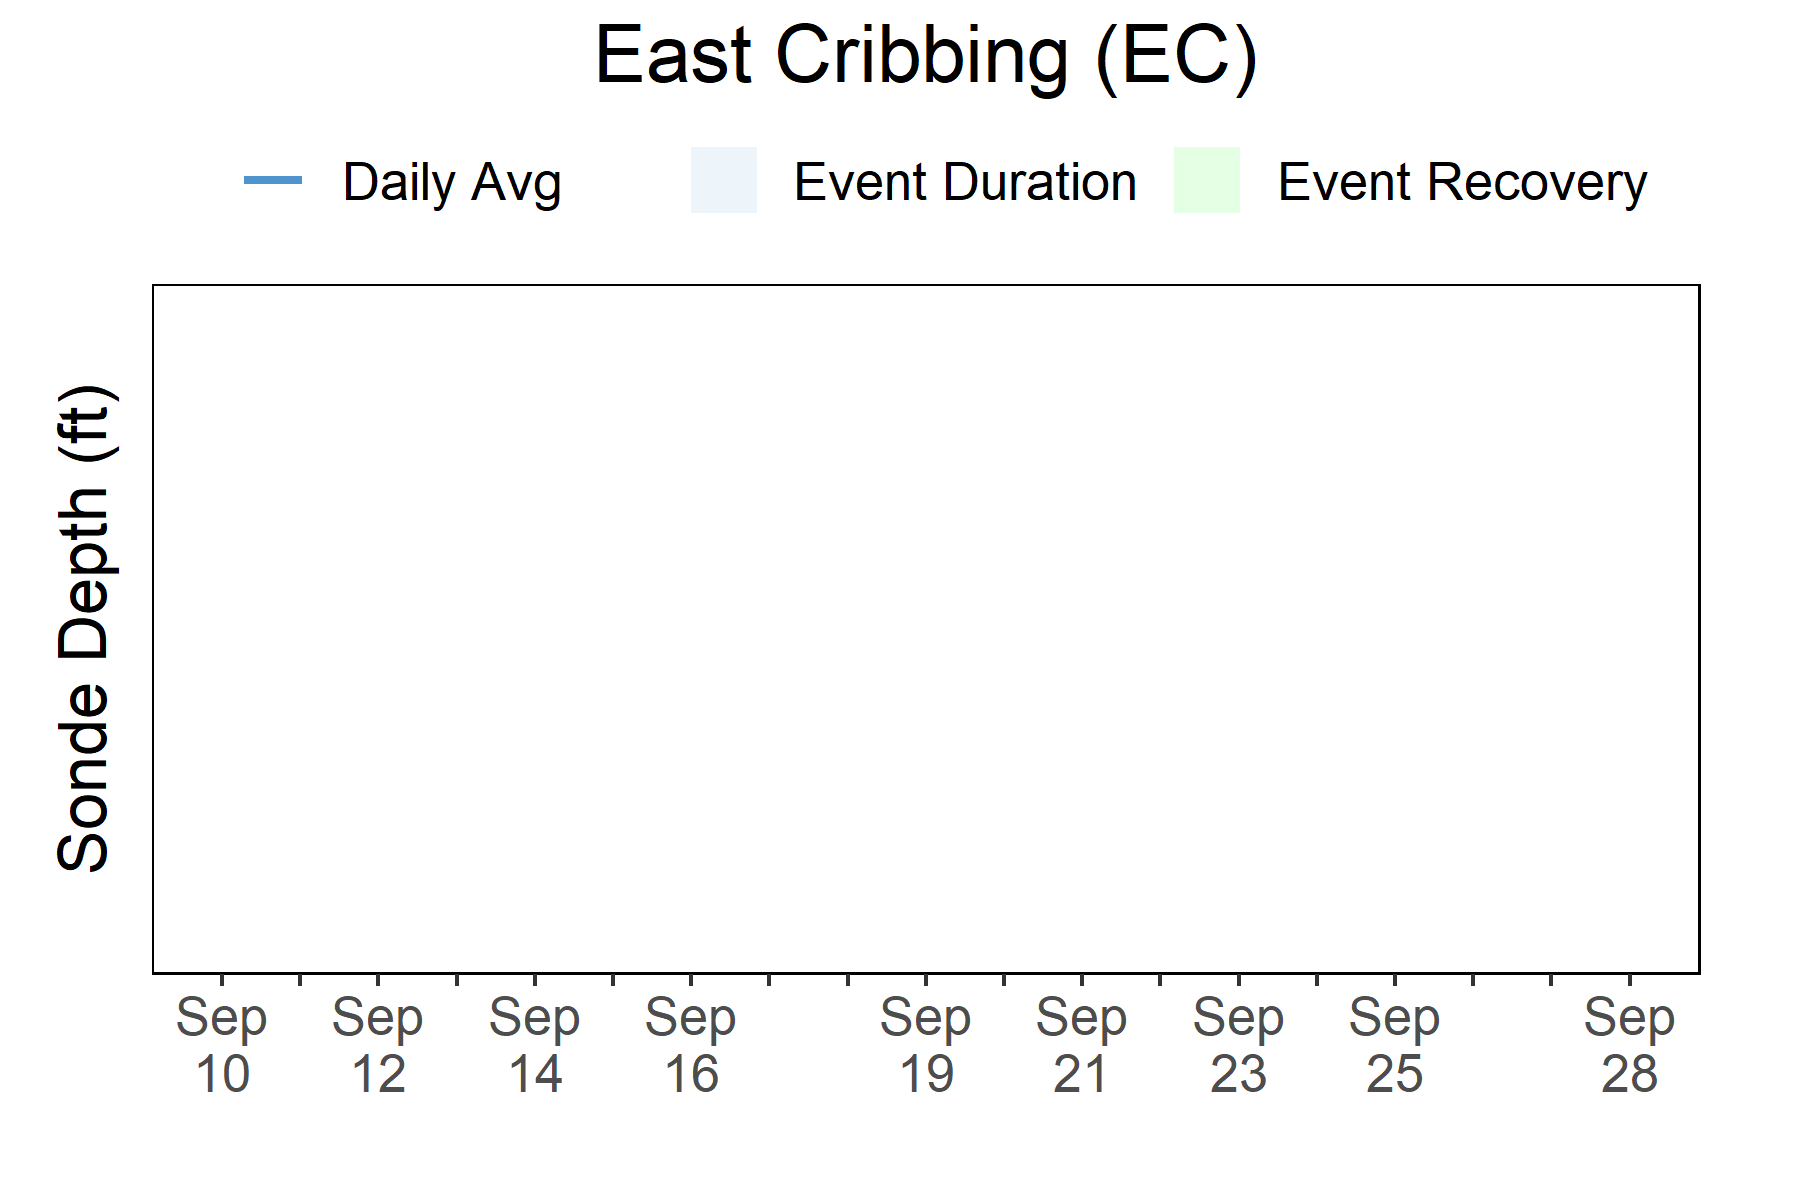 East Cribbing (EC)
Daily Avg Event Duration Event Recovery
Sonde Depth (ft)
Sep Sep Sep Sep Sep Sep Sep Sep Sep
10 12 14 16 19 21 23 25 28